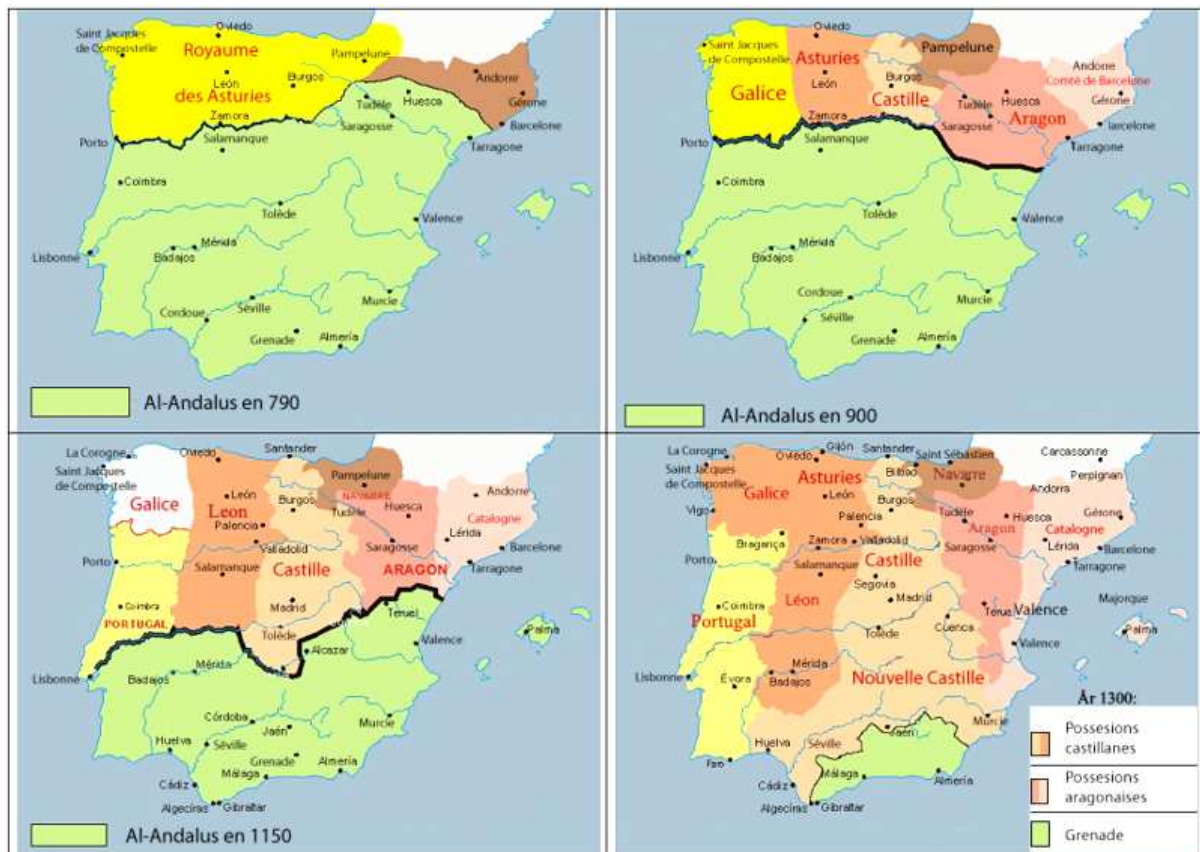 Oviedo
Saint Jacques
de Compostelle
Royaume
Pampelune
León
Burgos
Andorre
des Asturies
Huesca
Tudèle
Gérone
Zamora
Saragosse
Barcelone
Porto
Salamanque
Tarragone
Coimbra
Tolède
Valence
Lisbonne
Mérida
Badajos
Murcie
Cordoue
Séville
Grenade
Almería
Al-Andalus en 790
Oviedo
Saint Jacques
de Compostelle
Asturies
Pampelune
Burgos
Andorre
Comté de Barcelone
Galice
León
Castille
Tudèle
Huesca
Gérone
Zamora
Saragosse
Aragon
Iarcelone
Porto
Salamanque
Tarragone
Coimbra
Tolède
Valence
Lisbonne
Mérida
Badajos
Cordoue
Murcie
Séville
Grenade
Almería
Al-Andalus en 900
La Corogne
Oviedo
Santander
Saint Jacques
de Compostelle
Pampelune
Galice
León
Burgos
NAVARRE
Andorre
Leon
Tudèle
Huesca
Catalogne
Palencia
Lérida
Valladolid
Saragosse
Barcelone
Porto
Salamanque
Castille
ARAGON
Tarragone
Coimbra
Madrid
Teruel
PORTUGAL
Tolède
Alcazar
Valence
Lisbonne
Mérida
Badajos
Córdoba
Murcie
Jaén
Huelva
Séville
Grenade
Almería
Cádiz
Málaga
Algeciras
Gibraltar
Al-Andalus en 1150
La Corogne
Gijón
Santander
Saint Sébastien
Carcassonne
Oviedo
Bilbao
Saint Jacques
de Compostelle
Asturies
Navarre
Perpignan
Galice
León
Burgos
Andorra
Vigo
Palencia
Tudèle
Huesca
Gérone
Aragon
Catalogne
Bragança
Zamora
Valladolid
Saragosse
Lérida
Porto
Castille
Barcelone
Salamanque
Segovia
Tarragone
Léon
Madrid
Coimbra
Teruel
Valence
Majorque
Portugal
Tolède
Cuenca
Palma
Valence
Lisbonne
Évora
Mérida
Badajos
Nouvelle Castille
År 1300:
Murcie
Séville
Jaén
Huelva
Possesions
castillanes
Faro
Cádiz
Málaga
Almería
Possesions
aragonaises
Algeciras
Gibraltar
Grenade